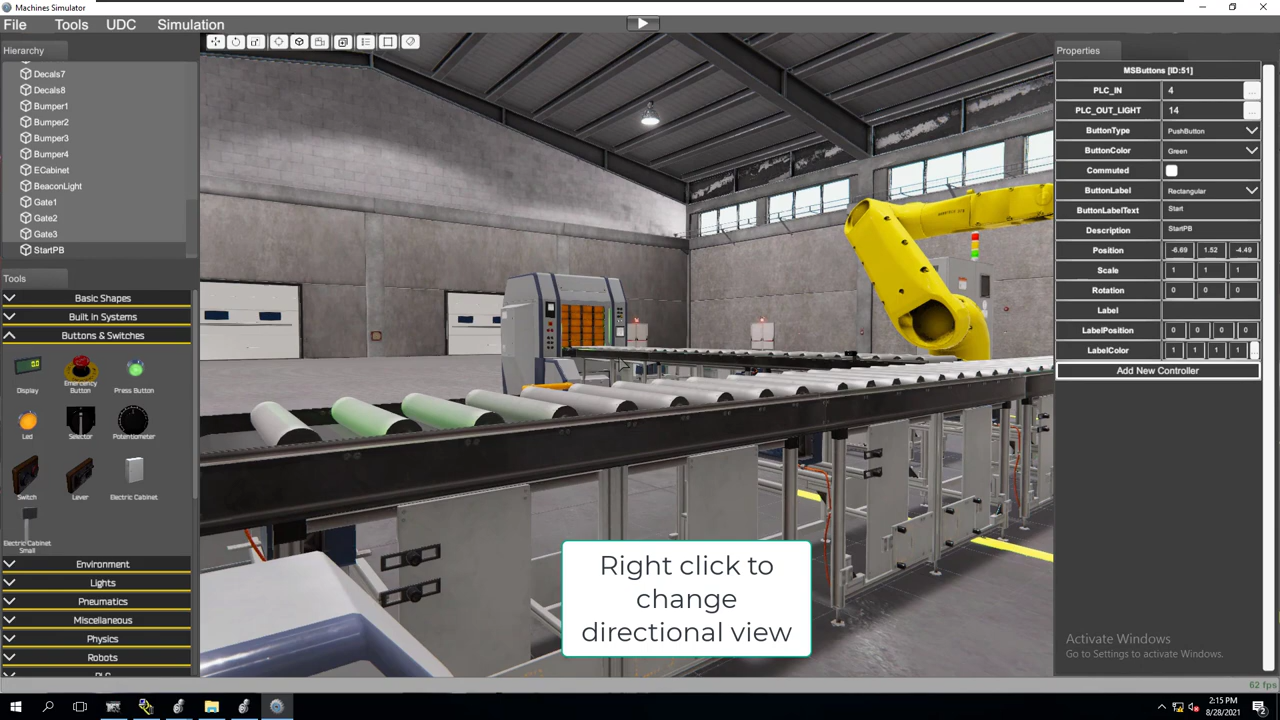 Machines Simulator
File Tools UDC Simulation
Hierarchy
Decals7
Decals8
Bumper1
Bumper2
Bumper3
Bumper4
ECabinet
BeaconLight
Gate1
Gate2
Gate3
StartPB
Tools
Basic Shapes
Built in Systems
Buttons & Switches
Display
Emergency Button
Press Button
Led
Selector
Potentiometer
Switch
Lever
Electric Cabinet
Electric Cabinet Small
Environment
Lights
Pneumatics
Miscellaneous
Physics
Robots
PLC
Right click to
change
directional view
Properties
MSButtons [ID:51]
PLC_IN 4 ...
PLC_OUT_LIGHT 14 ...
ButtonType PushButton
ButtonColor Green
Commuted
ButtonLabel Rectangular
ButtonLabelText Start
Description StartPB
Position -6.69 1.52 -4.49
Scale 1 1 1
Rotation 0 0 0
Label
LabelPosition 0 0 0 0
LabelColor 1 1 1 1 ...
Add New Controller
Activate Windows
Go to Settings to activate Windows.
62 fps
2:15 PM
8/28/2021
2